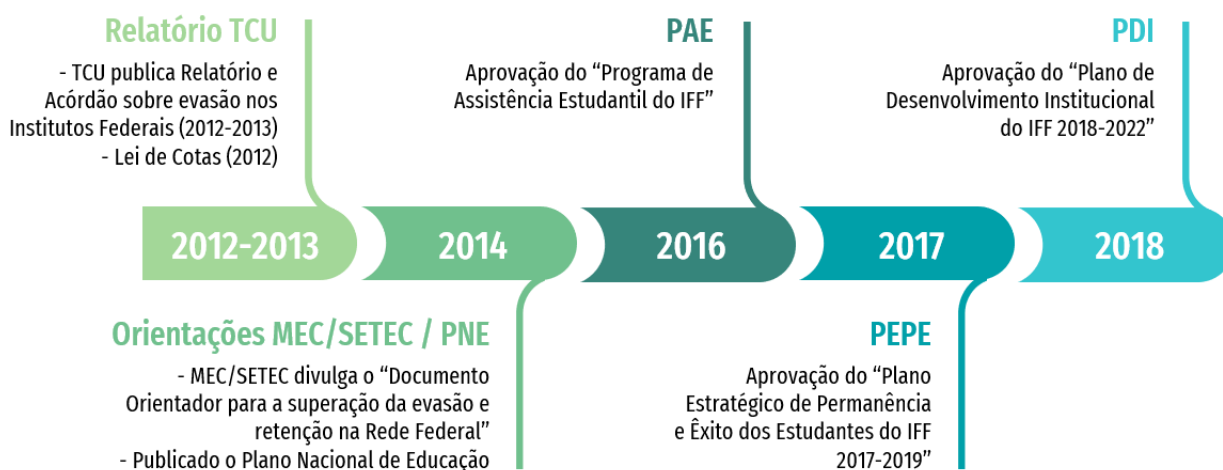 Relatório TCU
- TCU publica Relatório e
Acórdão sobre evasão nos
Institutos Federais (2012-2013)
- Lei de Cotas (2012)
PAE
Aprovação do “Programa de
Assistência Estudantil do IFF”
PDI
Aprovação do “Plano de
Desenvolvimento Institucional
do IFF 2018-2022”
2012-2013
2014
2016
2017
2018
Orientações MEC/SETEC / PNE
- MEC/SETEC divulga o “Documento
Orientador para a superação da evasão e
retenção na Rede Federal”
- Publicado o Plano Nacional de Educação
PEPE
Aprovação do “Plano
Estratégico de Permanência
e Êxito dos Estudantes do IFF
2017-2019”